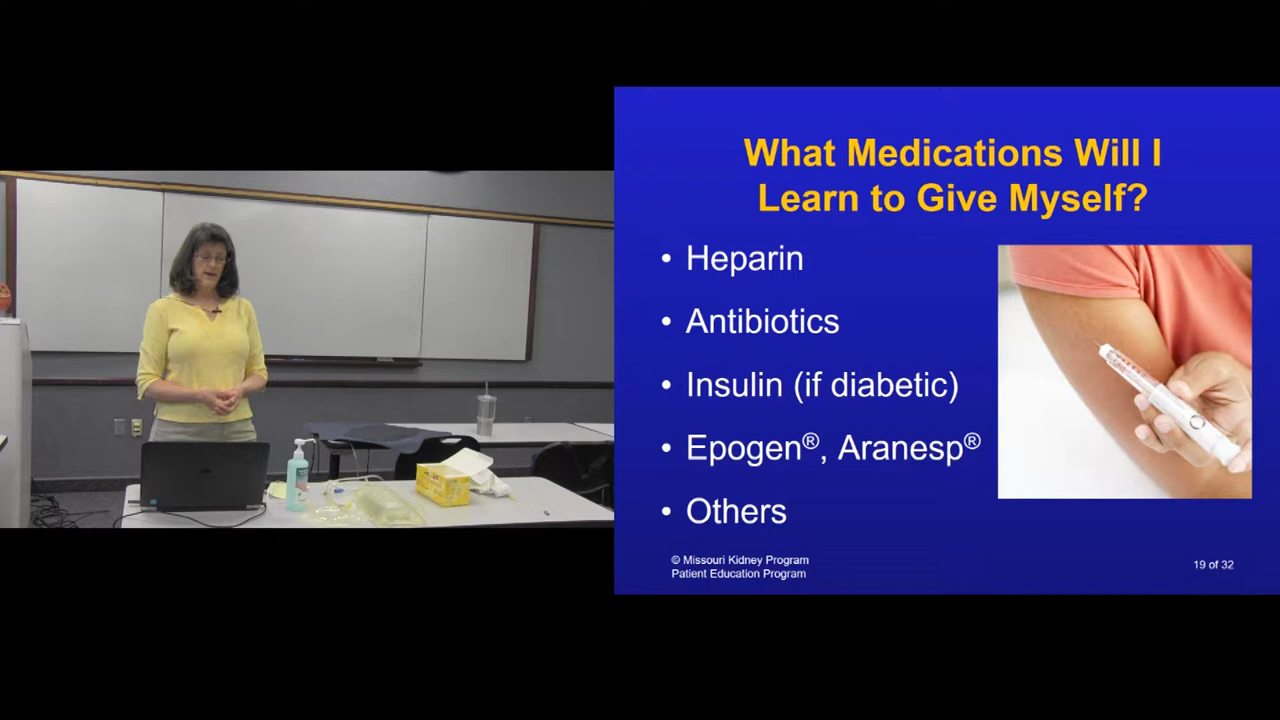 What Medications Will I
Learn to Give Myself?
• Heparin
• Antibiotics
• Insulin (if diabetic)
• Epogen®, Aranesp®
• Others
© Missouri Kidney Program
Patient Education Program
19 of 32